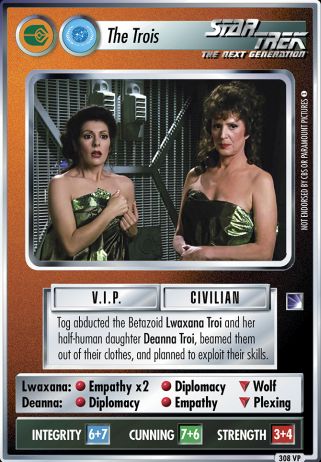 The Trois
STAR TREK
THE NEXT GENERATION
NOT ENDORSED BY CBS OR PARAMOUNT PICTURES
V.I.P.
CIVILIAN
Tog abducted the Betazoid Lwaxana Troi and her
half-human daughter Deanna Troi, beamed them
out of their clothes, and planned to exploit their skills.
Lwaxana: Empathy x2 Diplomacy Wolf
Deanna: Diplomacy Empathy Plexing
INTEGRITY 6+7 CUNNING 7+6 STRENGTH 3+4
308 VP